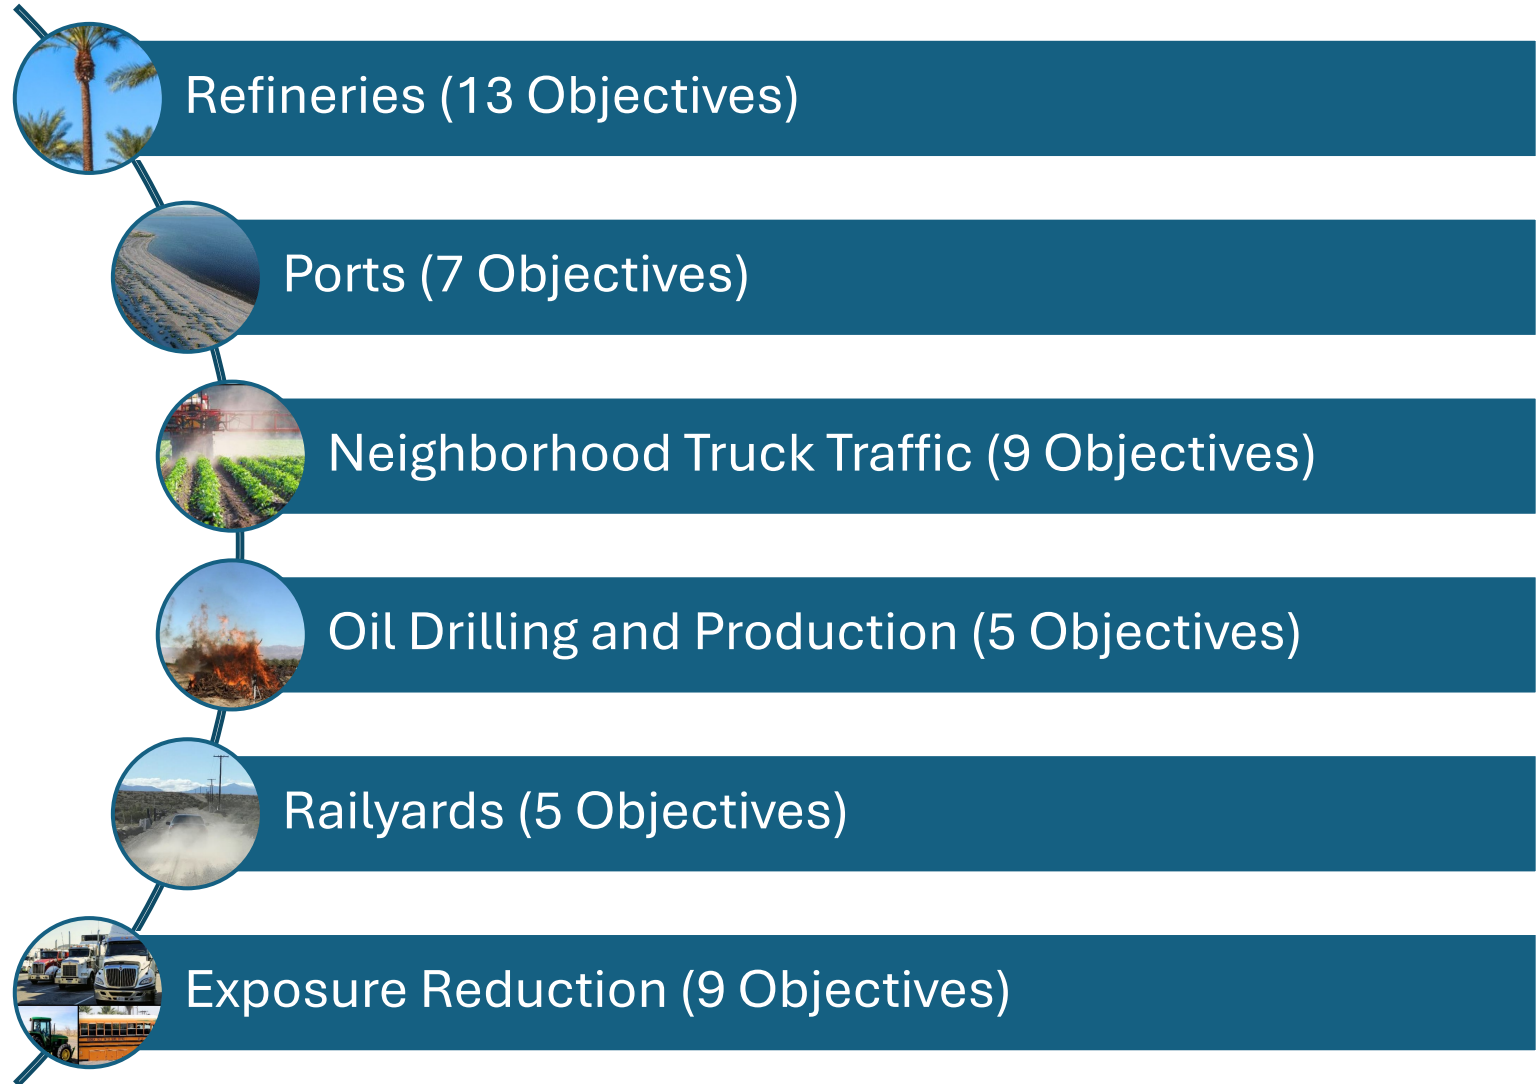 Refineries (13 Objectives)
Ports (7 Objectives)
Neighborhood Truck Traffic (9 Objectives)
Oil Drilling and Production (5 Objectives)
Railyards (5 Objectives)
Exposure Reduction (9 Objectives)